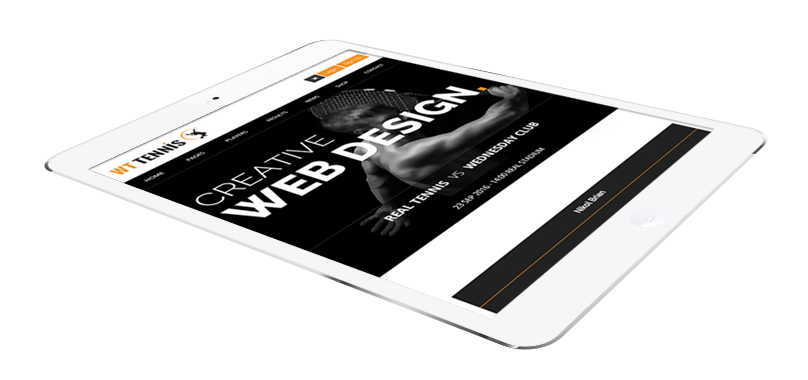 WT TENNIS
HOME PAGES PLAYERS RESULTS NEWS SHOP CONTACT
CREATIVE
WEB DESIGN.
REAL TENNIS VS WEDNESDAY CLUB
23 SEP 2016 - 14:00 REAL STADIUM
Nikol Brian